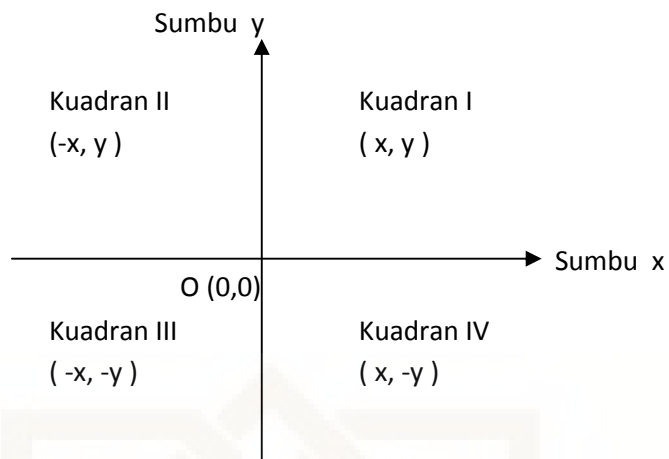 Sumbu y
Kuadran II
(-x, y )
Kuadran I
( x, y )
Sumbu x
O (0,0)
Kuadran III
( -x, -y )
Kuadran IV
( x, -y )